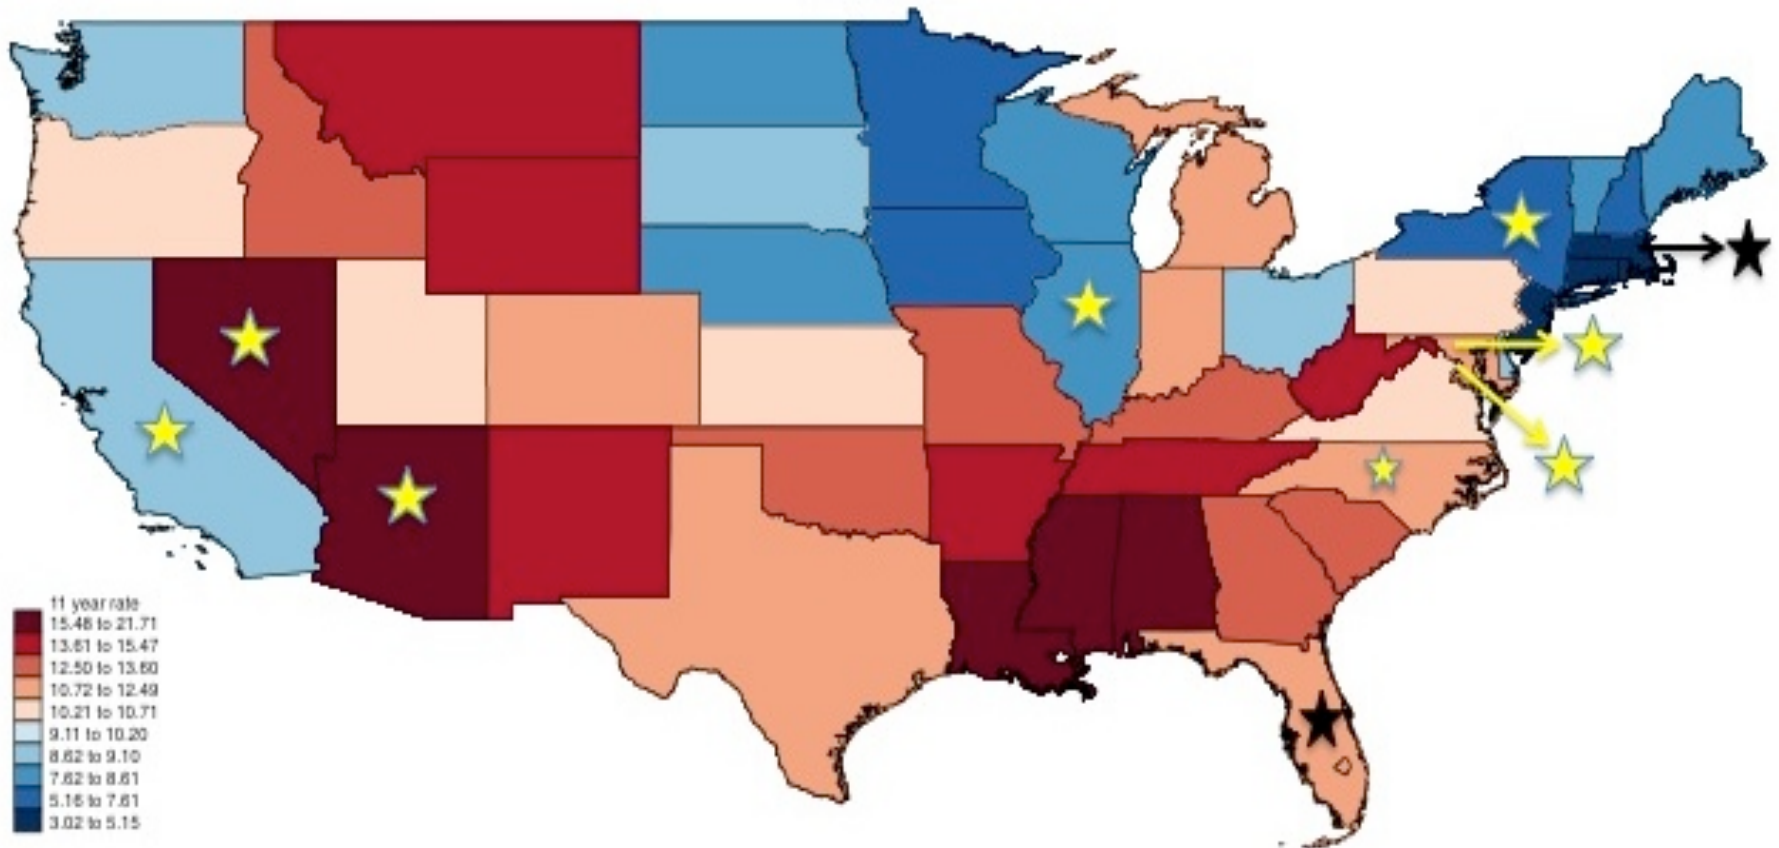 11 year rate
15.48 to 21.71
13.61 to 15.47
12.50 to 13.60
10.72 to 12.49
10.21 to 10.71
9.11 to 10.20
8.62 to 9.10
7.62 to 8.61
5.16 to 7.61
3.02 to 5.15